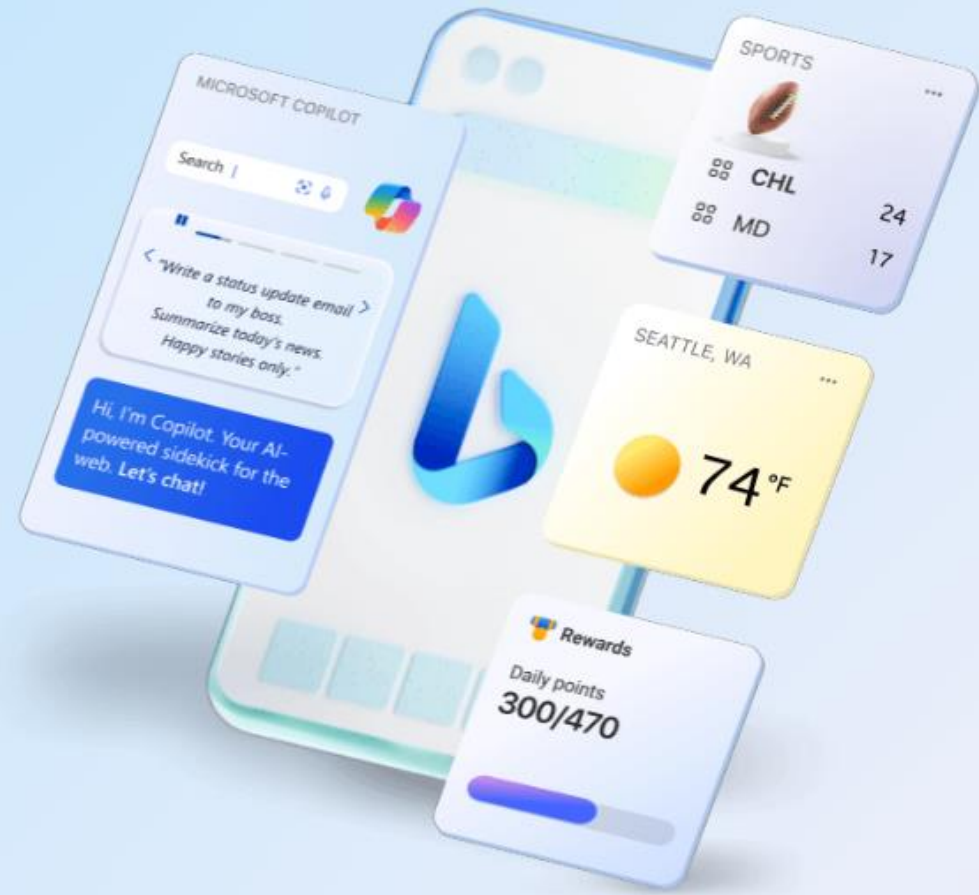 MICROSOFT COPILOT
Search
"Write a status update email
to my boss.
Summarize today's news.
Happy stories only."
Hi, I'm Copilot. Your AI-
powered sidekick for the
web. Let's chat!
SPORTS
CHL 24
MD 17
SEATTLE, WA
74 °F
Rewards
Daily points
300/470